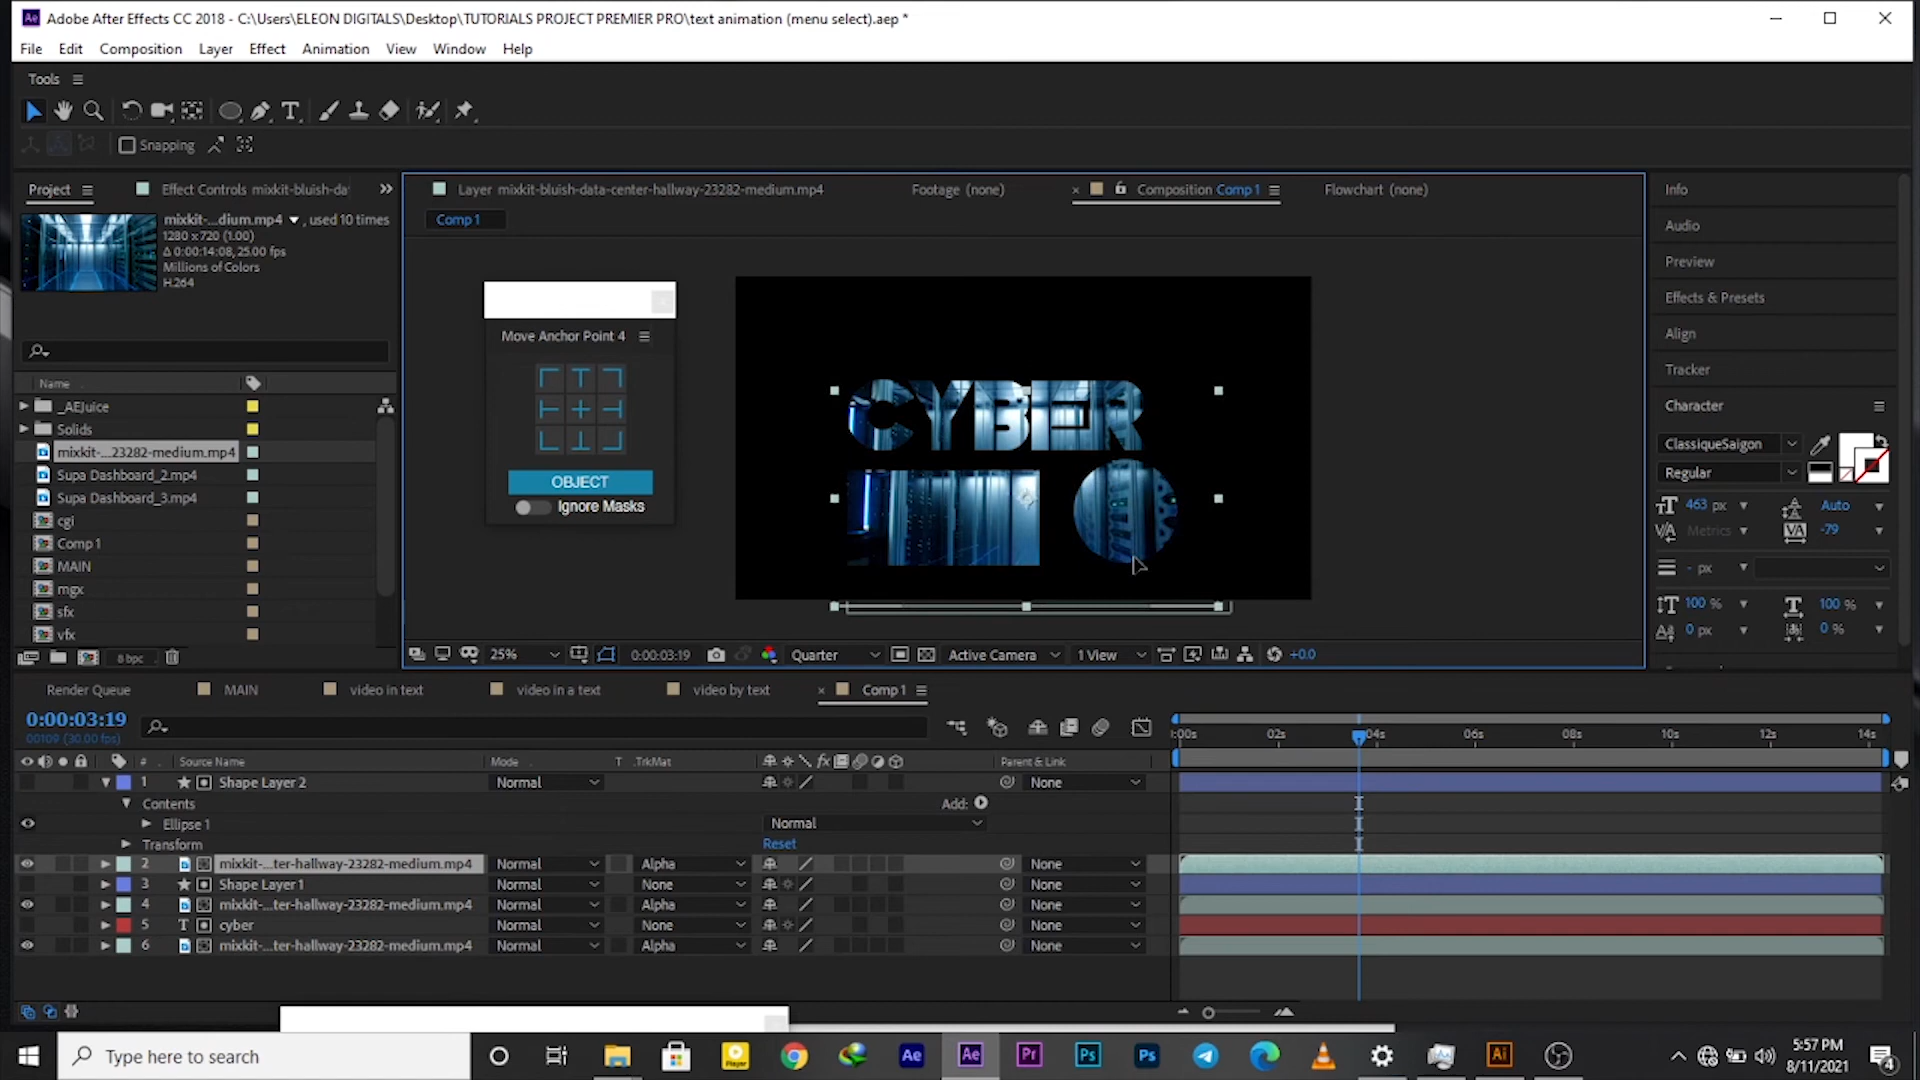 Adobe After Effects CC 2018 - C:\Users\ELEON DIGITALS\Desktop\TUTORIALS PROJECT PREMIER PRO\text animation (menu select).aep *
File Edit Composition Layer Effect Animation View Window Help
Tools
Snapping
Project Effect Controls mixkit-bluish-da Layer mixkit-bluish-data-center-hallway-23282-medium.mp4 Footage (none) Composition Comp 1 Flowchart (none) Info
mixkit-...dium.mp4 , used 10 times Comp 1 Audio
1280 x 720 (1.00)
Δ 0:00:14:08, 25.00 fps
Millions of Colors
H.264
Preview
Effects & Presets
Move Anchor Point 4
OBJECT
Ignore Masks
CYBER
Align
Tracker
Character
ClassiqueSaigon
Regular
463 px Auto
Metrics -79
- px
100 % 100 %
0 px 0 %
Name
_AEJuice
Solids
mixkit-...23282-medium.mp4
Supa Dashboard_2.mp4
Supa Dashboard_3.mp4
cgi
Comp 1
MAIN
mgx
sfx
vfx
8 bpc
25% 0:00:03:19 Quarter Active Camera 1 View +0.0
Render Queue MAIN video in text video in a text video by text Comp 1
0:00:03:19
00109 (30.00 fps)
:00s 02s 04s 06s 08s 10s 12s 14s
# Source Name Mode T .TrkMat fx Parent & Link
1 Shape Layer 2 Normal None
Contents Add:
Ellipse 1 Normal
Transform Reset
2 mixkit-...ter-hallway-23282-medium.mp4 Normal Alpha None
3 Shape Layer 1 Normal None None
4 mixkit-...ter-hallway-23282-medium.mp4 Normal Alpha None
5 T cyber Normal None None
6 mixkit-...ter-hallway-23282-medium.mp4 Normal Alpha None
Type here to search
Player Ae Ae Pr Ps Ps Ai
5:57 PM
8/11/2021
4